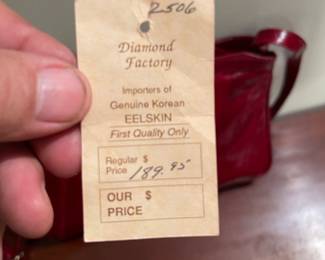 2506
Diamond
Factory
Importers of
Genuine Korean
EELSKIN
First Quality Only
Regular $
Price 189.95
OUR $
PRICE